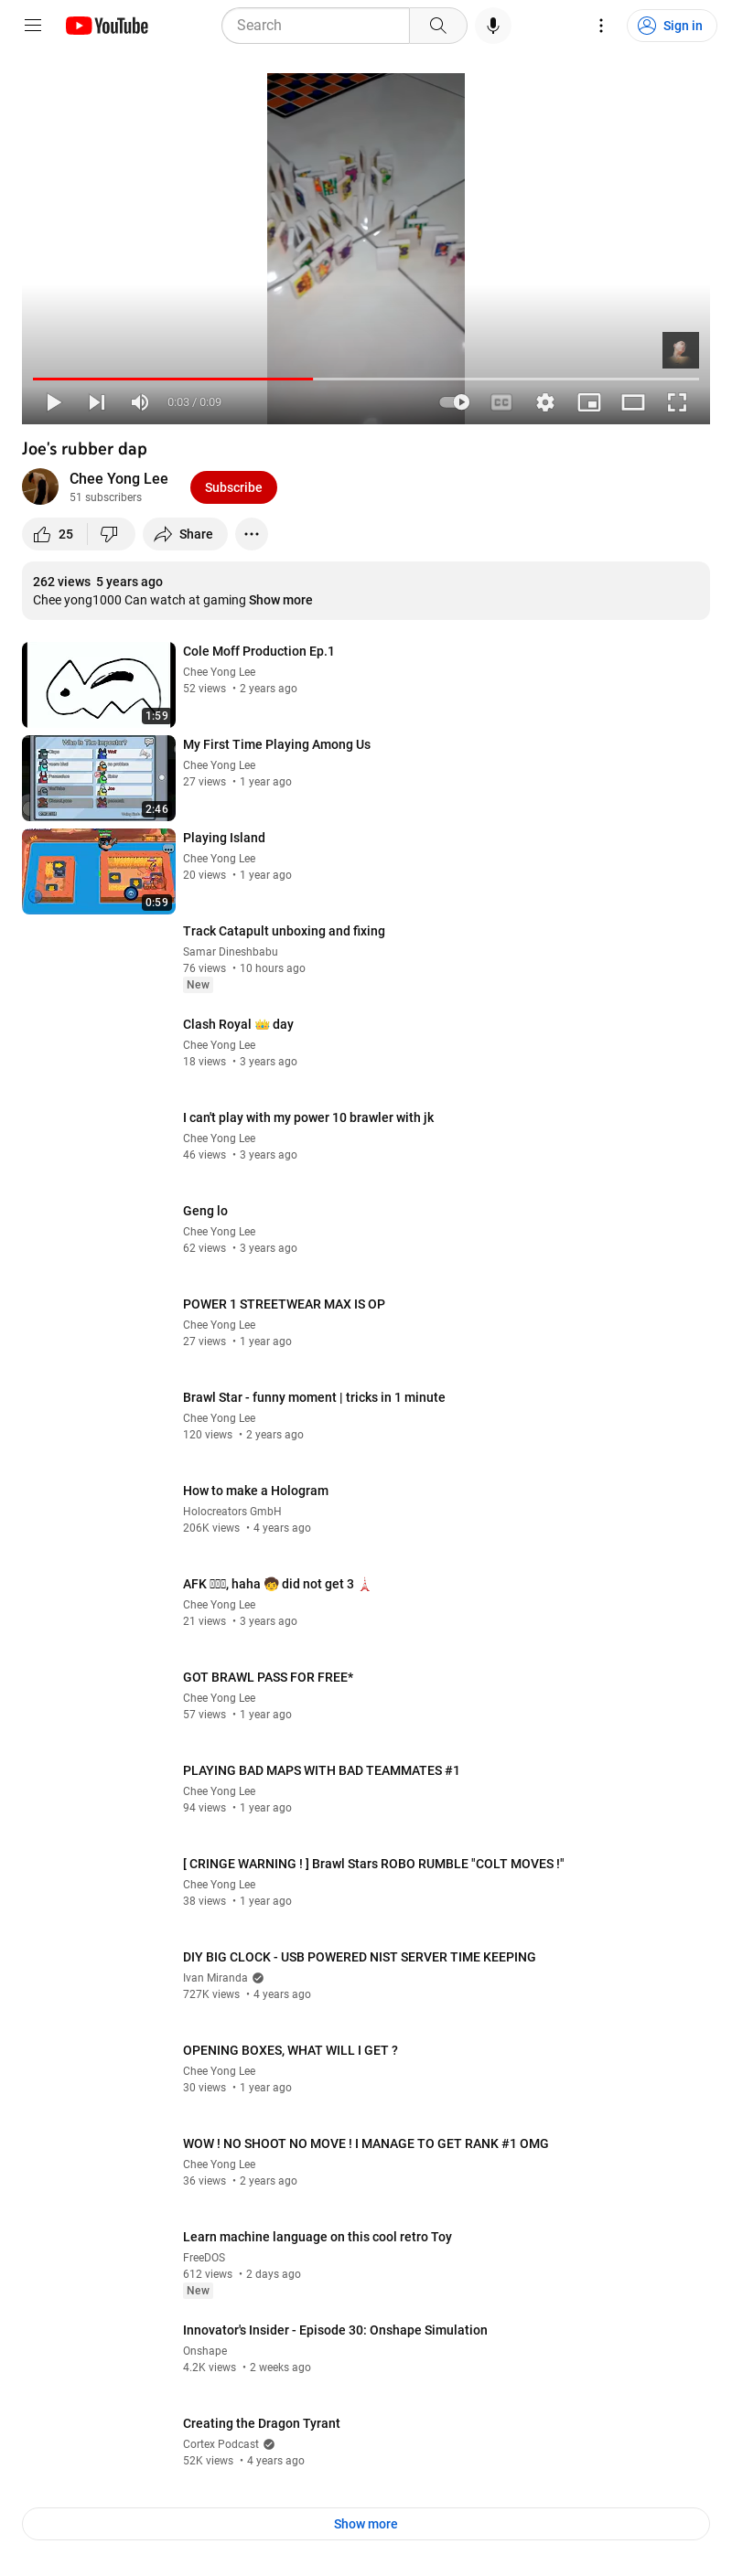 YouTube
Search
Sign in
0:03 / 0:09
CC
Joe's rubber dap
Chee Yong Lee
51 subscribers
Subscribe
25
Share
262 views 5 years ago
Chee yong1000 Can watch at gaming Show more
Cole Moff Production Ep.1
Chee Yong Lee
52 views • 2 years ago
1:59
My First Time Playing Among Us
Chee Yong Lee
27 views • 1 year ago
Who Is The Impostor?
2:46
Playing Island
Chee Yong Lee
20 views • 1 year ago
0:59
Track Catapult unboxing and fixing
Samar Dineshbabu
76 views • 10 hours ago
New
Clash Royal 👑 day
Chee Yong Lee
18 views • 3 years ago
I can't play with my power 10 brawler with jk
Chee Yong Lee
46 views • 3 years ago
Geng lo
Chee Yong Lee
62 views • 3 years ago
POWER 1 STREETWEAR MAX IS OP
Chee Yong Lee
27 views • 1 year ago
Brawl Star - funny moment | tricks in 1 minute
Chee Yong Lee
120 views • 2 years ago
How to make a Hologram
Holocreators GmbH
206K views • 4 years ago
AFK , haha 🧒 did not get 3 🗼
Chee Yong Lee
21 views • 3 years ago
GOT BRAWL PASS FOR FREE*
Chee Yong Lee
57 views • 1 year ago
PLAYING BAD MAPS WITH BAD TEAMMATES #1
Chee Yong Lee
94 views • 1 year ago
[ CRINGE WARNING ! ] Brawl Stars ROBO RUMBLE "COLT MOVES !"
Chee Yong Lee
38 views • 1 year ago
DIY BIG CLOCK - USB POWERED NIST SERVER TIME KEEPING
Ivan Miranda
727K views • 4 years ago
OPENING BOXES, WHAT WILL I GET ?
Chee Yong Lee
30 views • 1 year ago
WOW ! NO SHOOT NO MOVE ! I MANAGE TO GET RANK #1 OMG
Chee Yong Lee
36 views • 2 years ago
Learn machine language on this cool retro Toy
FreeDOS
612 views • 2 days ago
New
Innovator's Insider - Episode 30: Onshape Simulation
Onshape
4.2K views • 2 weeks ago
Creating the Dragon Tyrant
Cortex Podcast
52K views • 4 years ago
Show more